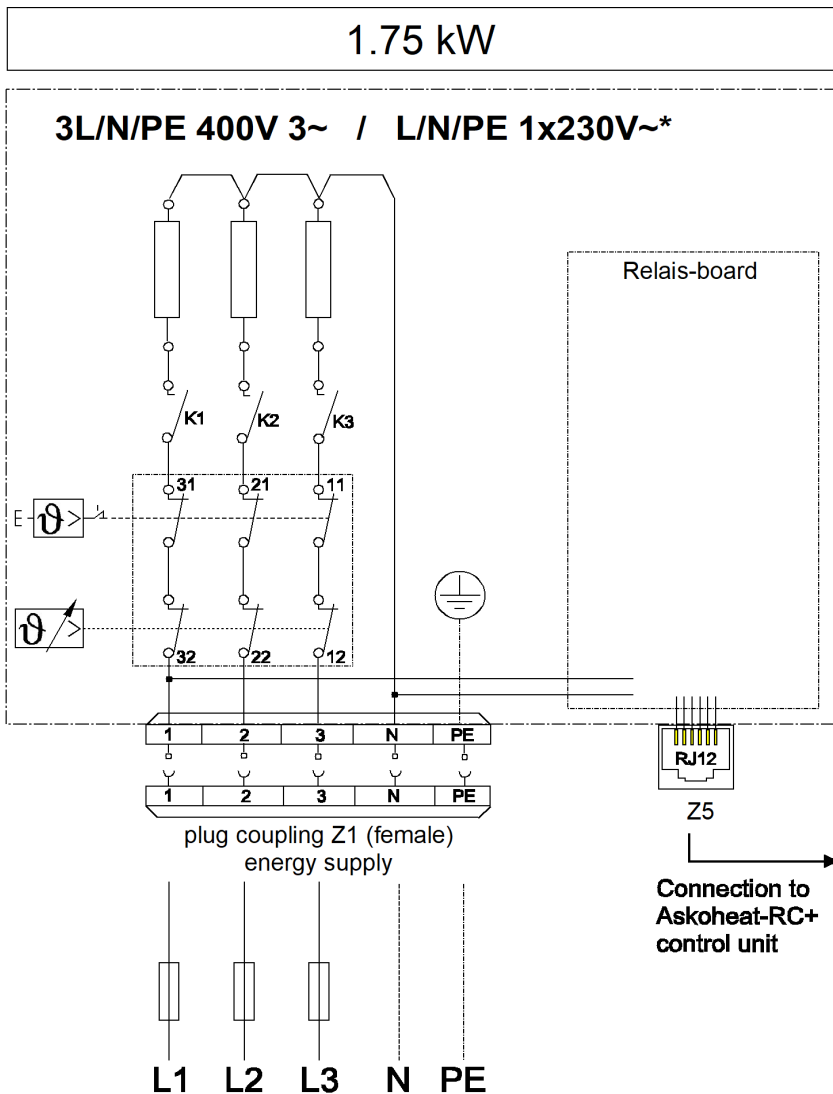 1.75 kW
3L/N/PE 400V 3~ / L/N/PE 1x230V~*
Relais-board
K1 K2 K3
31 21 11
ϑ >
ϑ >
32 22 12
1 2 3 N PE
RJ12
1 2 3 N PE
Z5
plug coupling Z1 (female)
energy supply
Connection to
Askoheat-RC+
control unit
L1 L2 L3 N PE